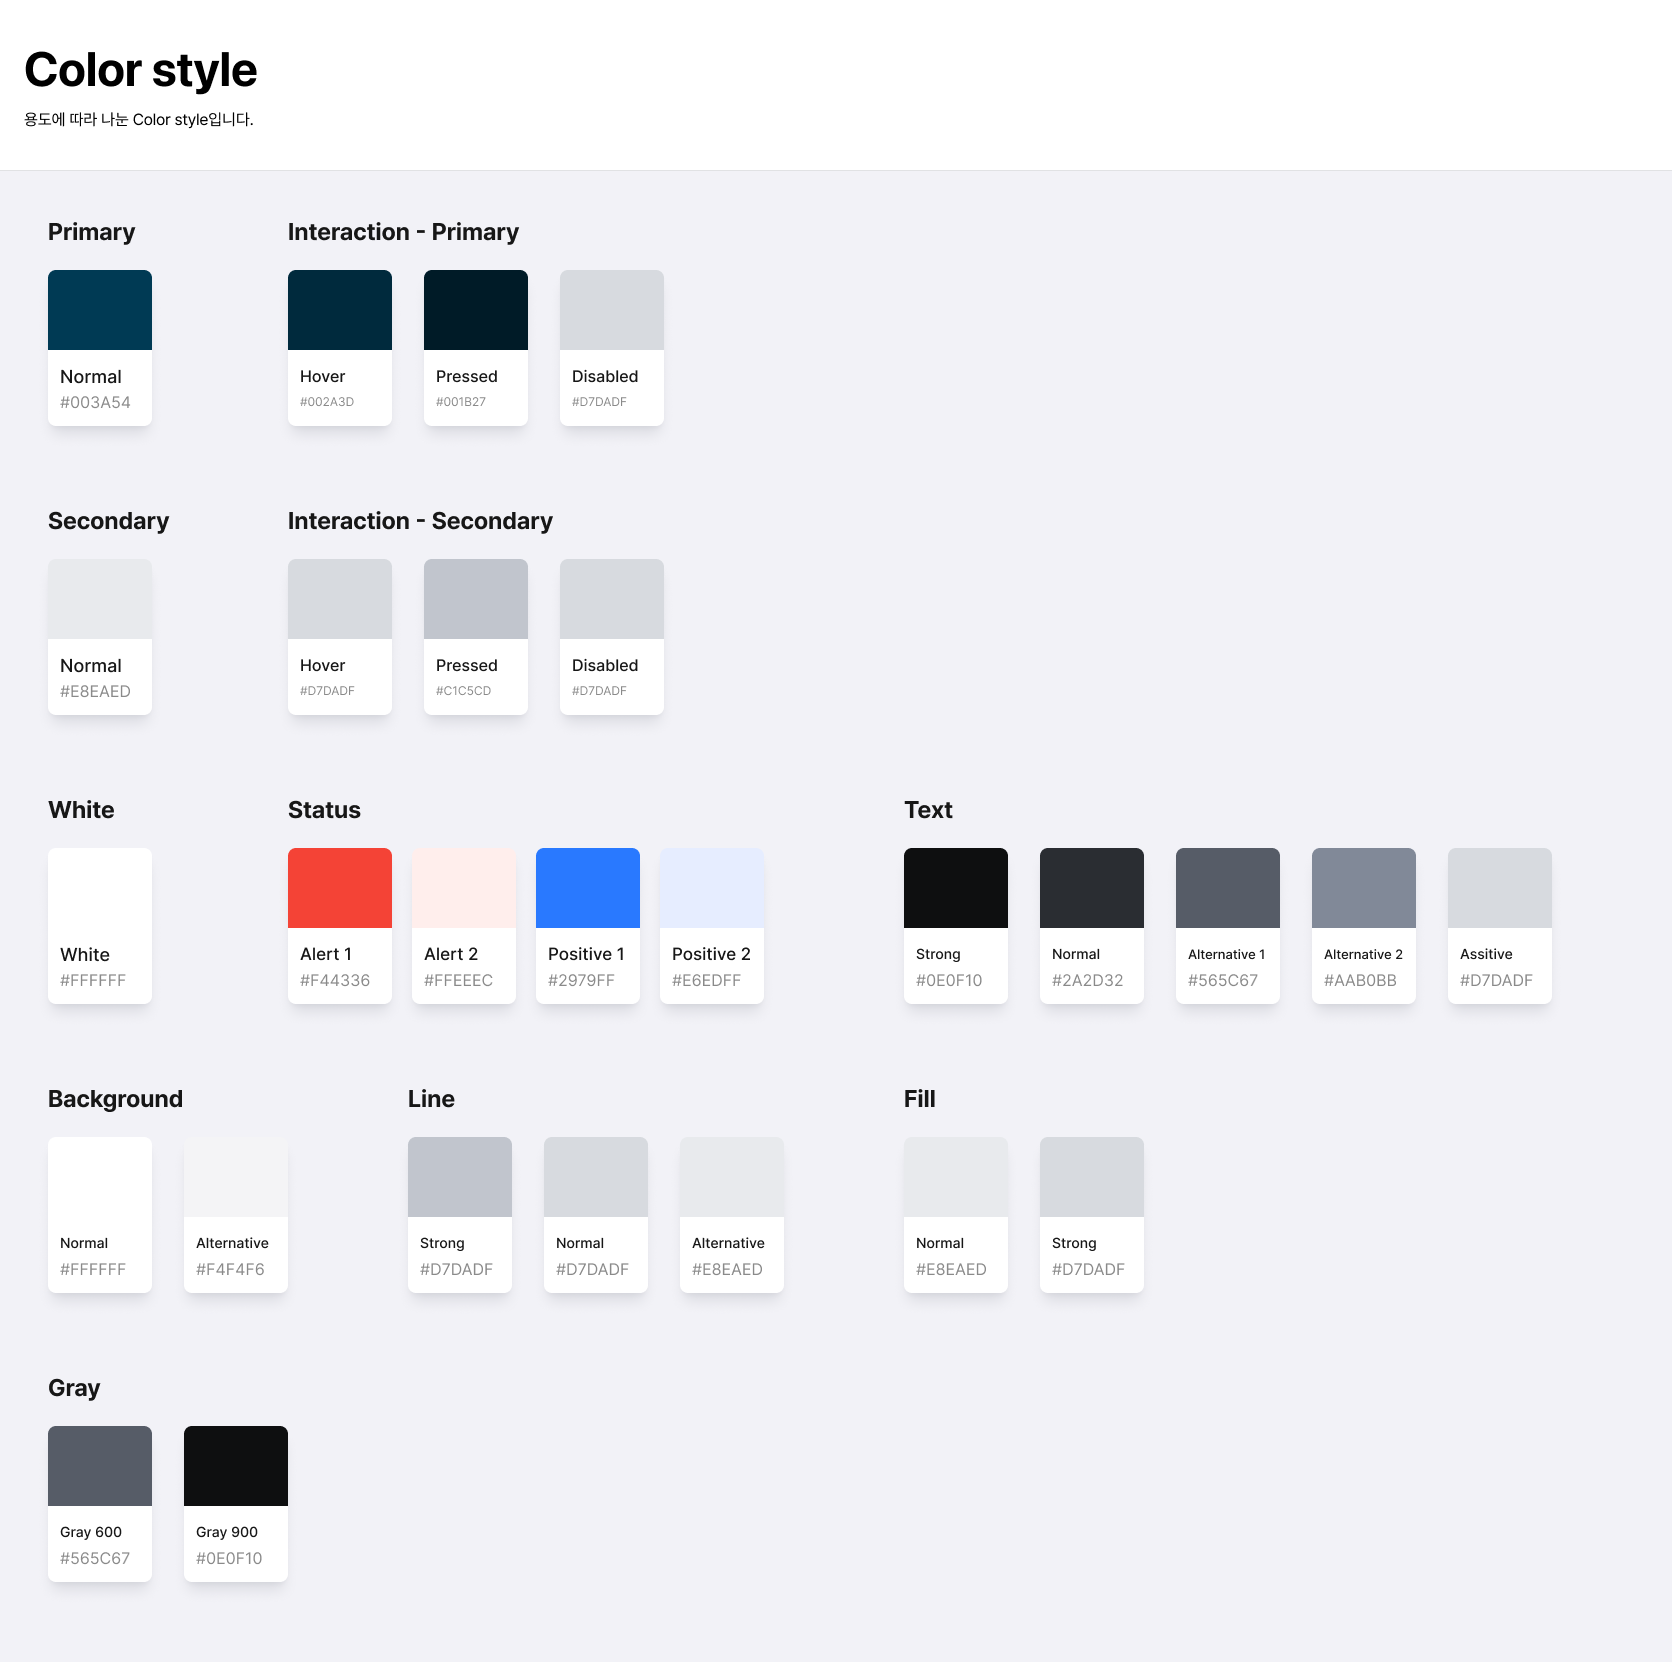 Color style
용도에 따라 나눈 Color style입니다.
Primary
Normal
#003A54
Interaction - Primary
Hover
#002A3D
Pressed
#001B27
Disabled
#D7DADF
Secondary
Normal
#E8EAED
Interaction - Secondary
Hover
#D7DADF
Pressed
#C1C5CD
Disabled
#D7DADF
White
White
#FFFFFF
Status
Alert 1
#F44336
Alert 2
#FFEEEC
Positive 1
#2979FF
Positive 2
#E6EDFF
Text
Strong
#0E0F10
Normal
#2A2D32
Alternative 1
#565C67
Alternative 2
#AAB0BB
Assitive
#D7DADF
Background
Normal
#FFFFFF
Alternative
#F4F4F6
Line
Strong
#D7DADF
Normal
#D7DADF
Alternative
#E8EAED
Fill
Normal
#E8EAED
Strong
#D7DADF
Gray
Gray 600
#565C67
Gray 900
#0E0F10